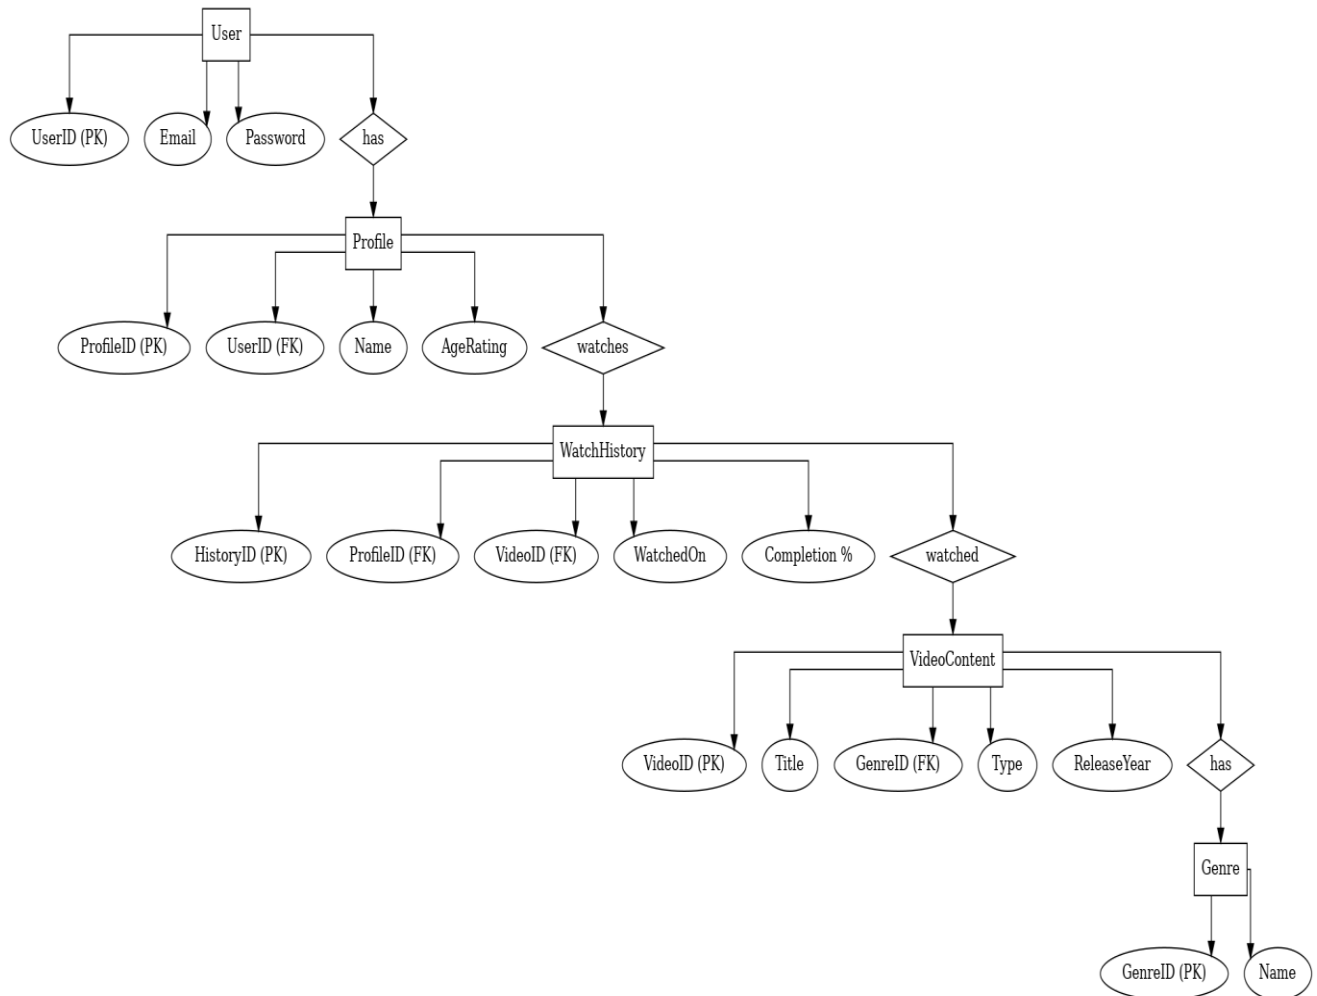 User
UserID (PK)
Email
Password
has
Profile
ProfileID (PK)
UserID (FK)
Name
AgeRating
watches
WatchHistory
HistoryID (PK)
ProfileID (FK)
VideoID (FK)
WatchedOn
Completion %
watched
VideoContent
VideoID (PK)
Title
GenreID (FK)
Type
ReleaseYear
has
Genre
GenreID (PK)
Name